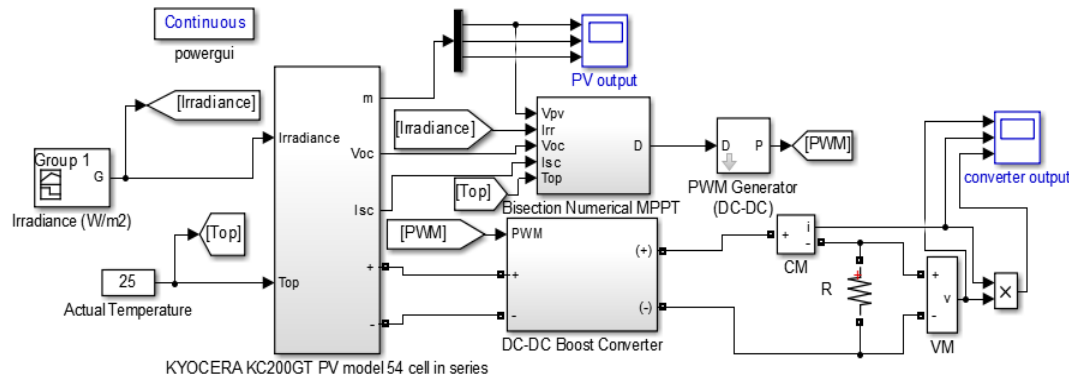 Continuous
powergui
[Irradiance]
Group 1
G
Irradiance (W/m2)
[Top]
25
Actual Temperature
Irradiance
Top
m
Voc
Isc
+
-
KYOCERA KC200GT PV model 54 cell in series
PV output
[Irradiance]
[Top]
Vpv
Irr
Voc
Isc
Top
D
Bisection Numerical MPPT
D
P
PWM Generator
(DC-DC)
[PWM]
[PWM]
PWM
+
-
(+)
(-)
DC-DC Boost Converter
+
i
-
CM
R
+
v
-
VM
×
converter output